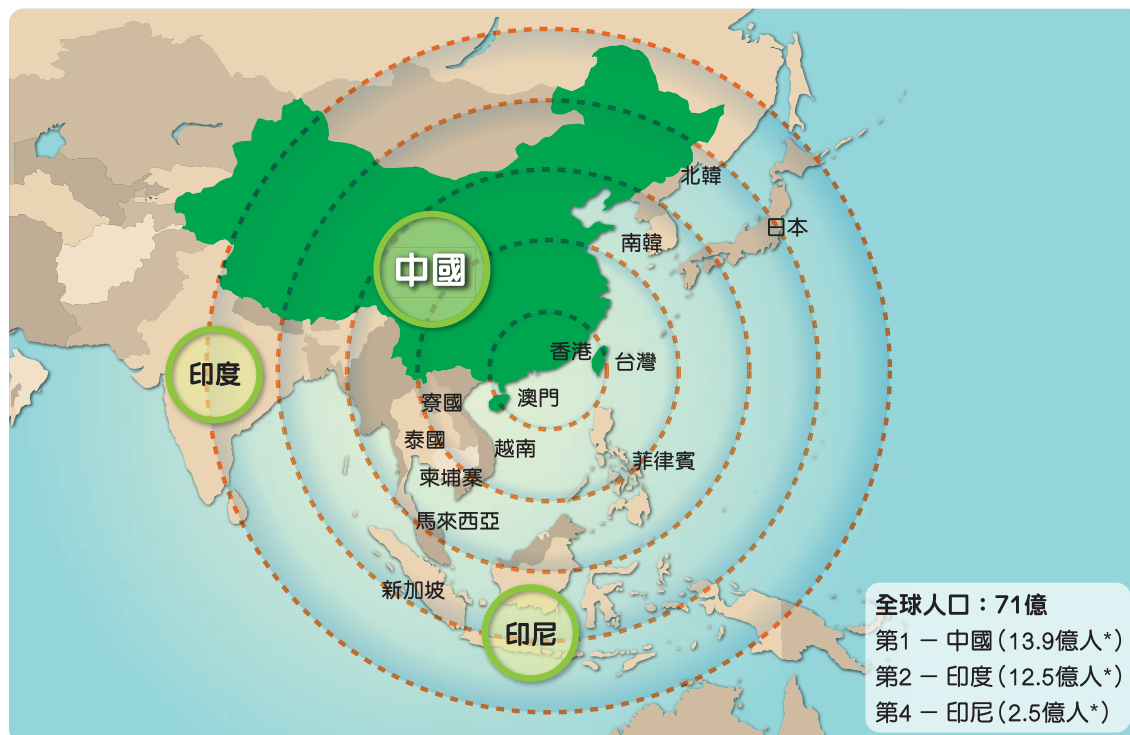 北韓
日本
南韓
中國
香港
台灣
印度
澳門
寮國
泰國
越南
菲律賓
柬埔寨
馬來西亞
新加坡
印尼
全球人口：71億
第1 — 中國（13.9億人*）
第2 — 印度（12.5億人*）
第4 — 印尼（2.5億人*）